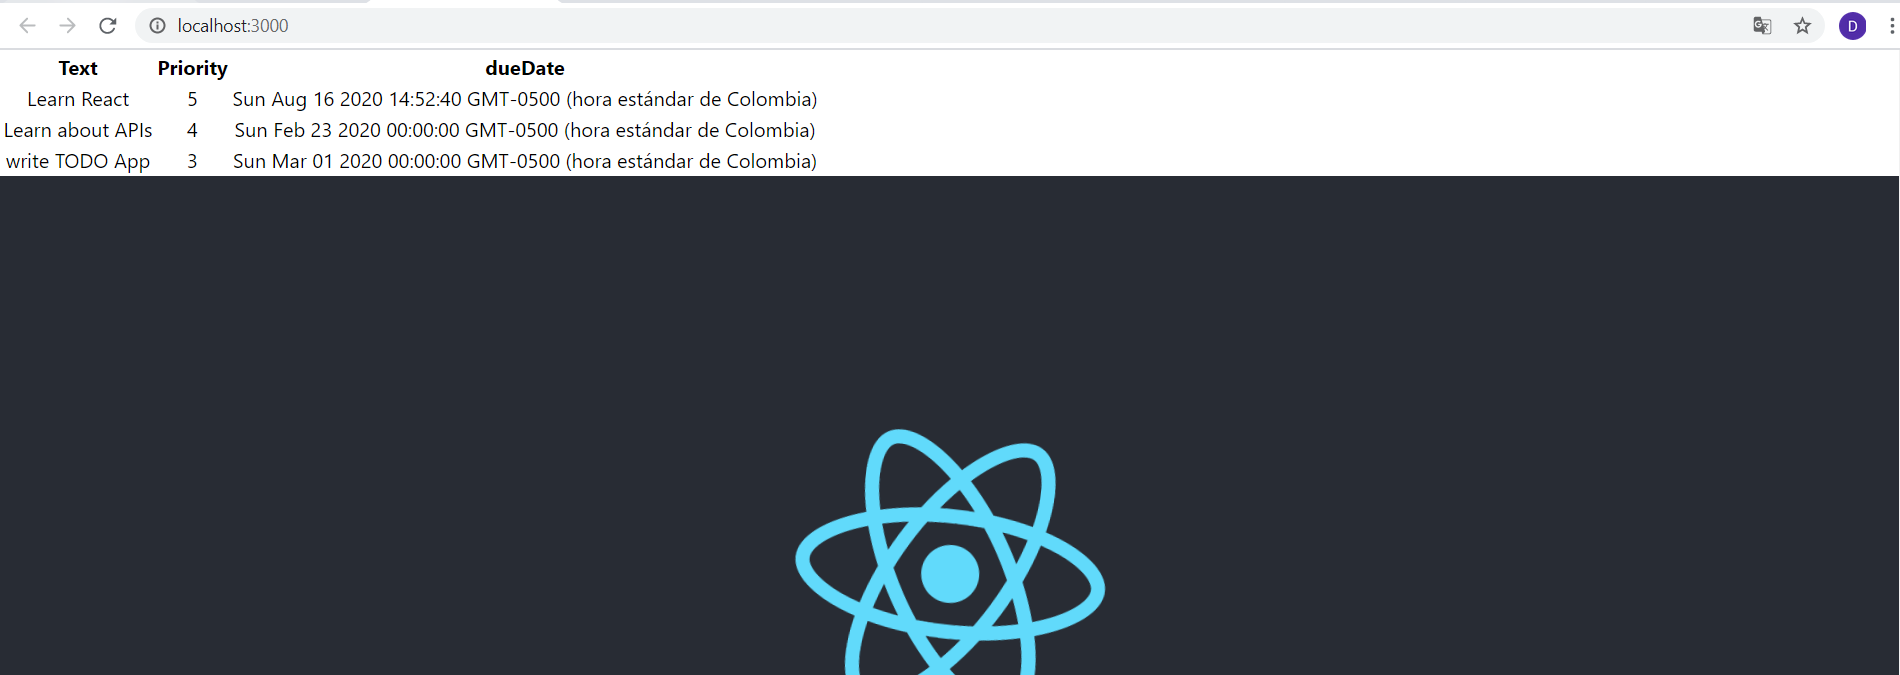 localhost:3000
D
Text Priority dueDate
Learn React 5 Sun Aug 16 2020 14:52:40 GMT-0500 (hora estándar de Colombia)
Learn about APIs 4 Sun Feb 23 2020 00:00:00 GMT-0500 (hora estándar de Colombia)
write TODO App 3 Sun Mar 01 2020 00:00:00 GMT-0500 (hora estándar de Colombia)